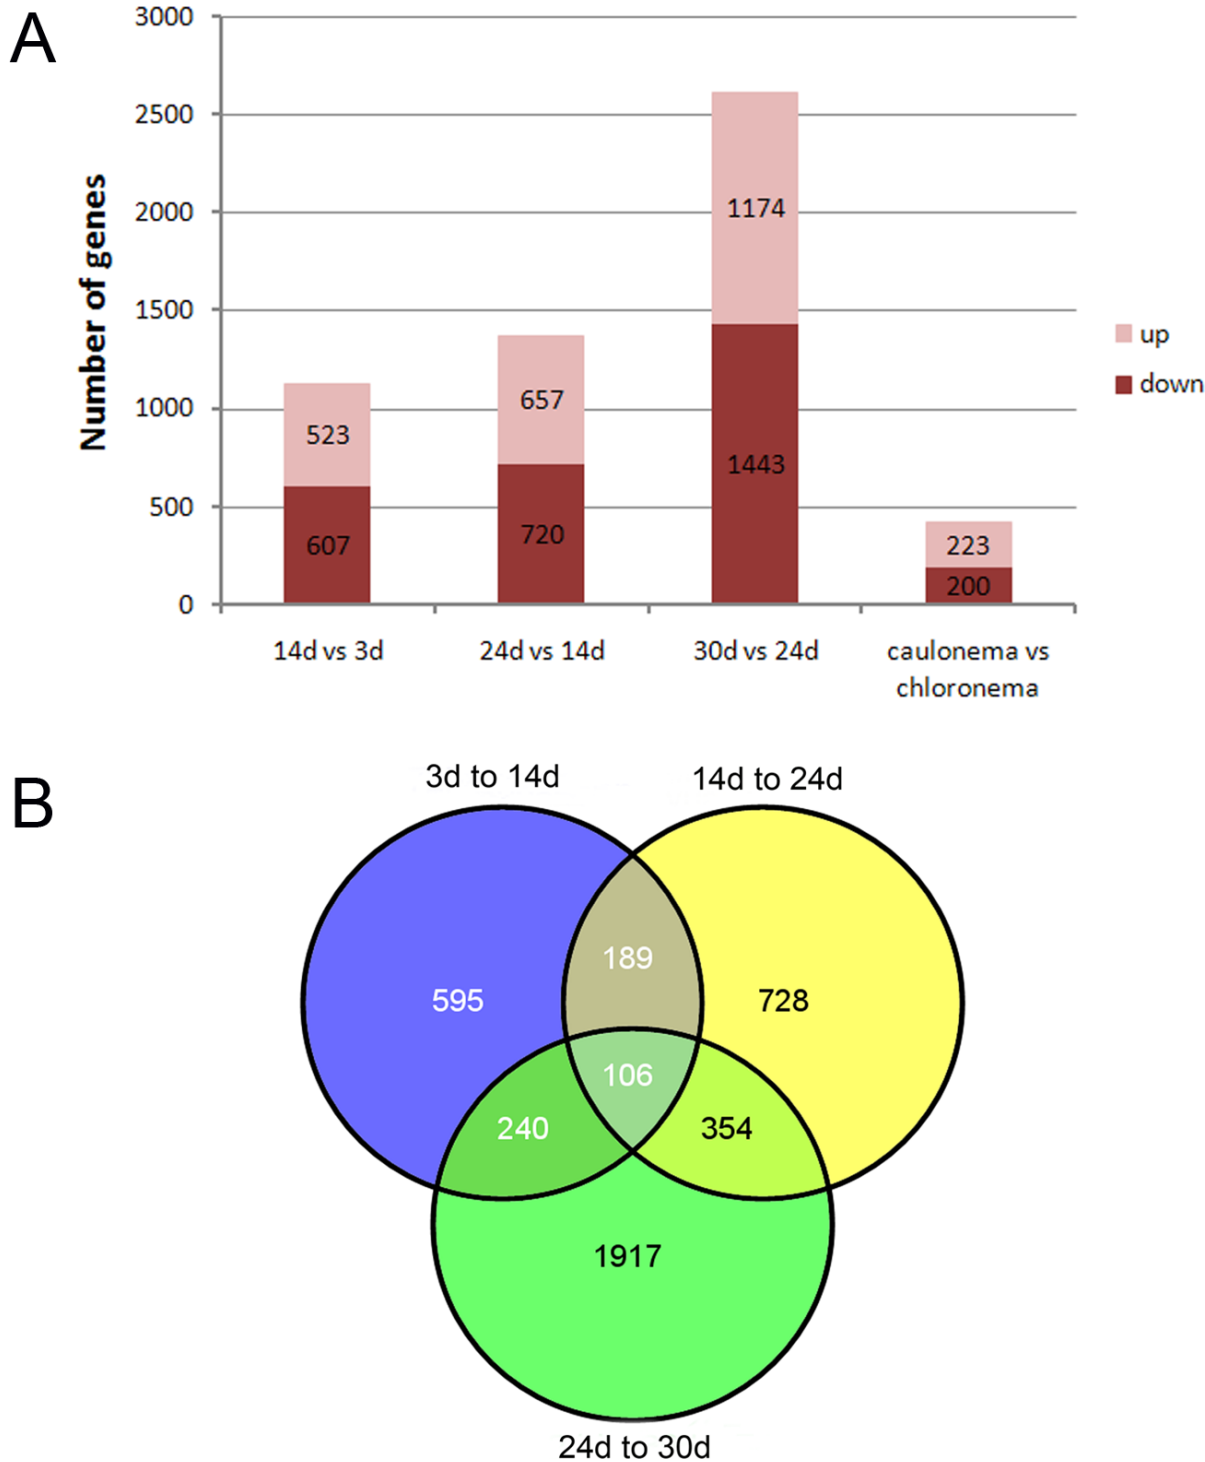 A
3000
2500
2000
1500
1000
500
0
Number of genes
523
607
657
720
1174
1443
223
200
up
down
14d vs 3d
24d vs 14d
30d vs 24d
caulonema vs
chloronema
B
3d to 14d
14d to 24d
189
595
728
106
240
354
1917
24d to 30d